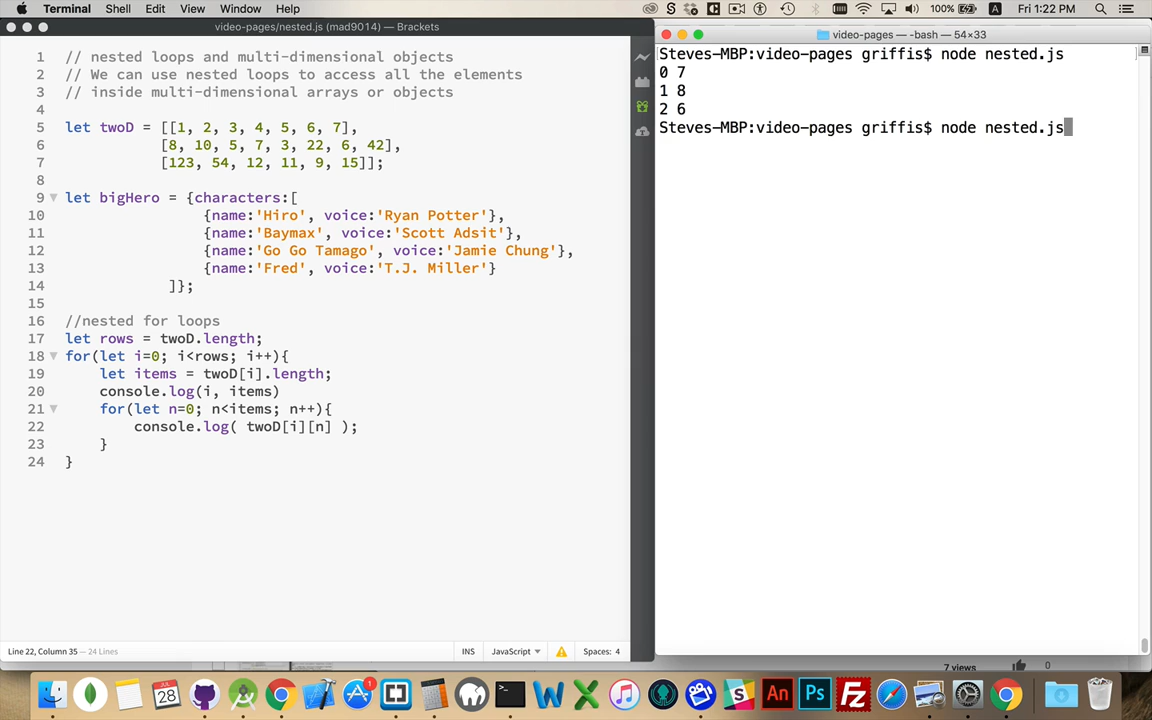 Terminal Shell Edit View Window Help 100% Fri 1:22 PM
video-pages/nested.js (mad9014) — Brackets
1 // nested loops and multi-dimensional objects
2 // We can use nested loops to access all the elements
3 // inside multi-dimensional arrays or objects
4
5 let twoD = [[1, 2, 3, 4, 5, 6, 7],
6 [8, 10, 5, 7, 3, 22, 6, 42],
7 [123, 54, 12, 11, 9, 15]];
8
9 let bigHero = {characters:[
10 {name:'Hiro', voice:'Ryan Potter'},
11 {name:'Baymax', voice:'Scott Adsit'},
12 {name:'Go Go Tamago', voice:'Jamie Chung'},
13 {name:'Fred', voice:'T.J. Miller'}
14 ]};
15
16 //nested for loops
17 let rows = twoD.length;
18 for(let i=0; i<rows; i++){
19 let items = twoD[i].length;
20 console.log(i, items)
21 for(let n=0; n<items; n++){
22 console.log( twoD[i][n] );
23 }
24 }
Line 22, Column 35 — 24 Lines INS JavaScript Spaces: 4
video-pages — -bash — 54×33
Steves-MBP:video-pages griffis$ node nested.js
0 7
1 8
2 6
Steves-MBP:video-pages griffis$ node nested.js
7 views 0
JUL
28
1
An Ps Fz